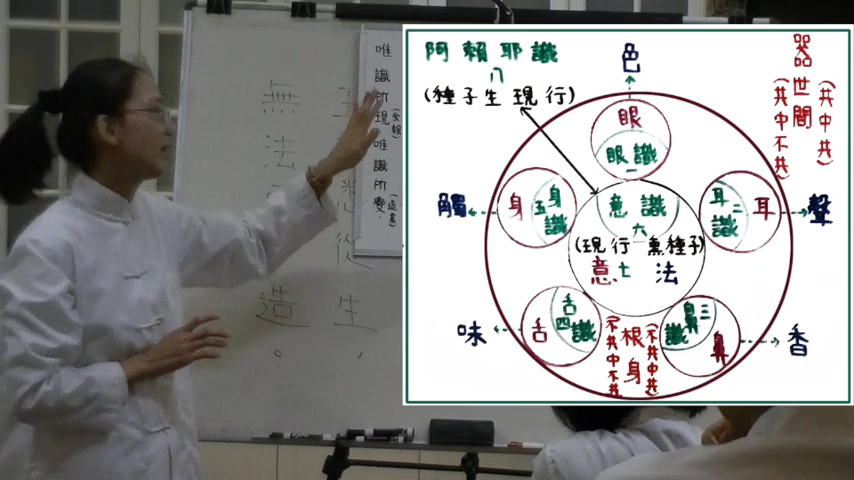 唯識所現唯識所變
(受報)
(造業)
無法
造。
從生,
阿賴耶識
八
(種子生現行)
色
器世間
(共中共)
(共中不共)
眼
眼識
一
身
身識
五
觸
意識
六
(現行熏種子)
意 七 法
耳識
二
耳
聲
舌
舌識
四
味
根身
(不共中共)
(不共中不共)
鼻識
三
鼻
香